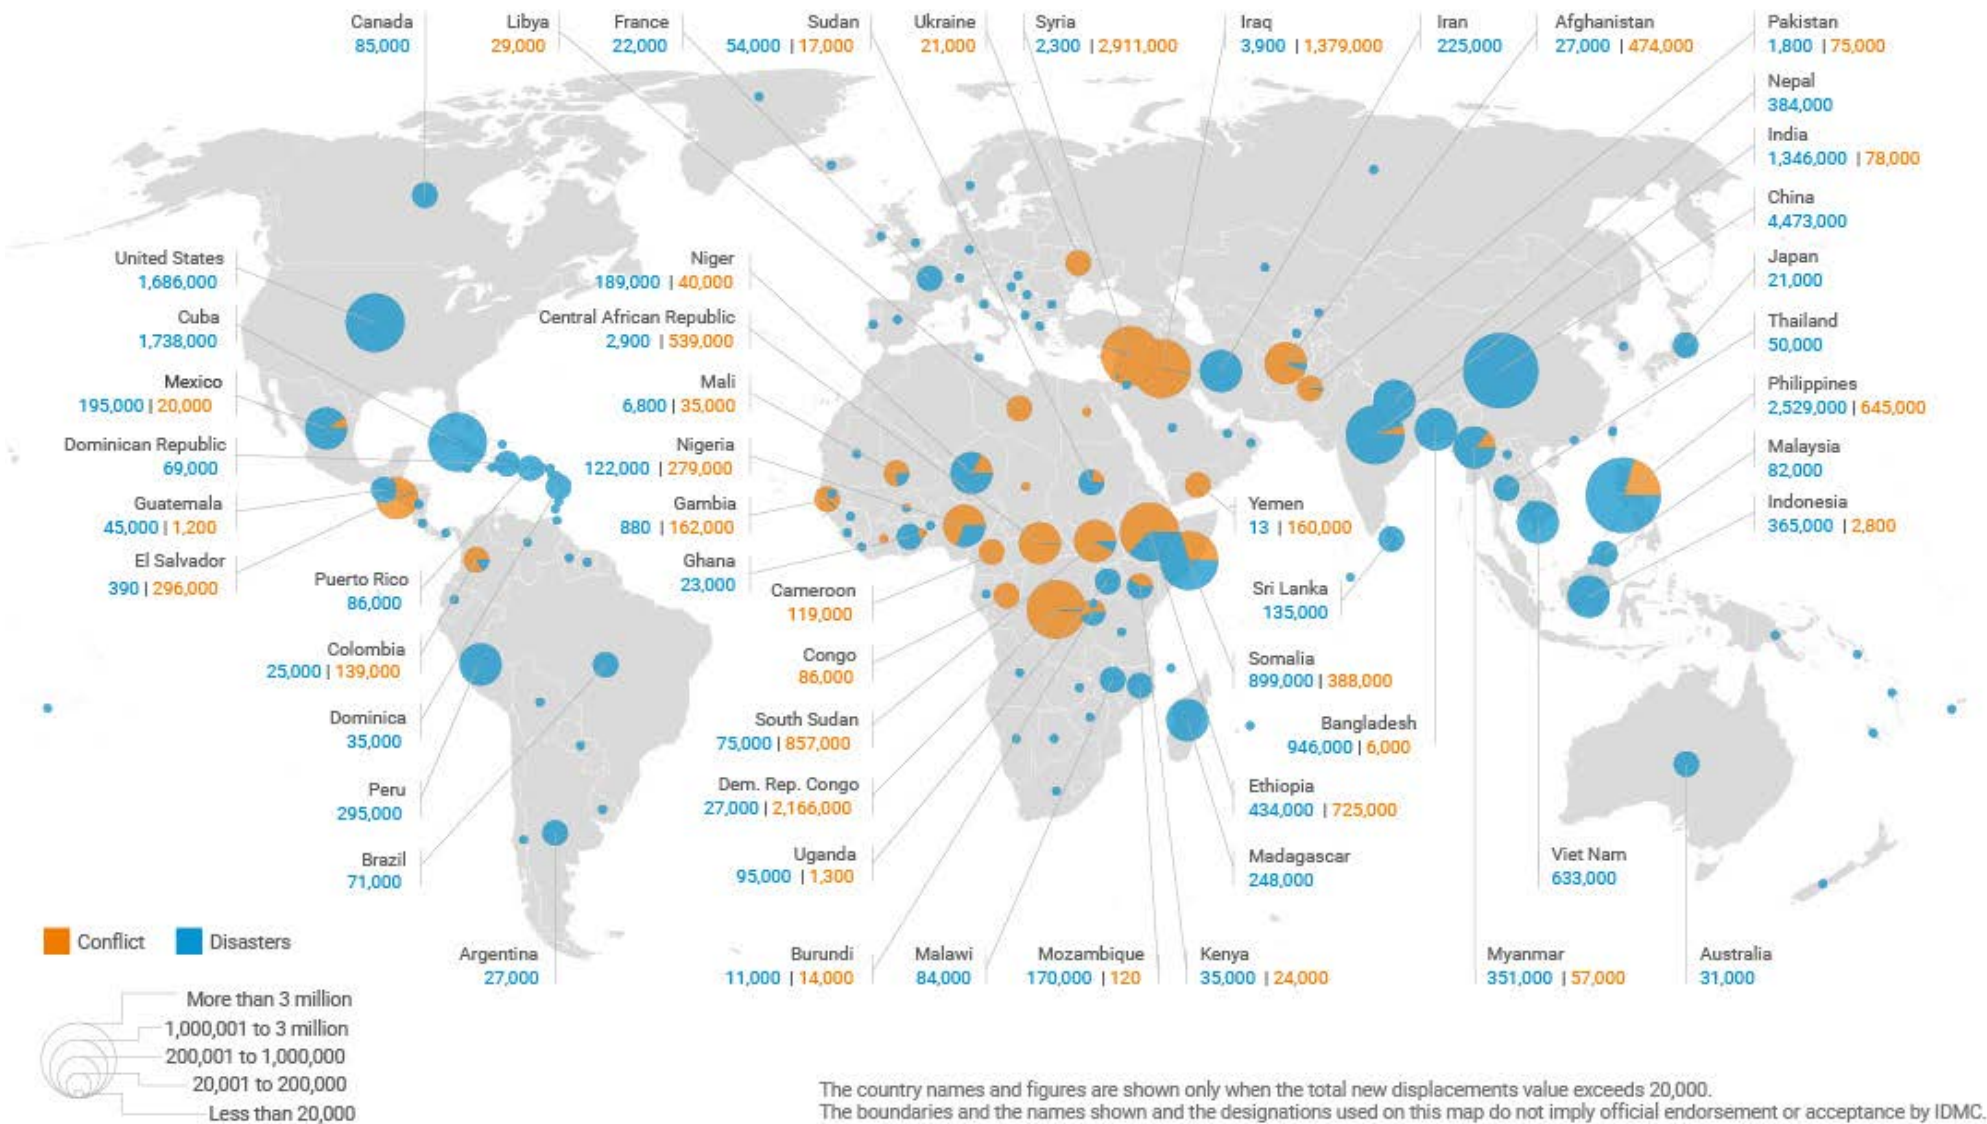 Canada
85,000
Libya
29,000
France
22,000
Sudan
54,000 | 17,000
Ukraine
21,000
Syria
2,300 | 2,911,000
Iraq
3,900 | 1,379,000
Iran
225,000
Afghanistan
27,000 | 474,000
Pakistan
1,800 | 75,000
Nepal
384,000
India
1,346,000 | 78,000
China
4,473,000
Japan
21,000
Thailand
50,000
Philippines
2,529,000 | 645,000
Malaysia
82,000
Indonesia
365,000 | 2,800
United States
1,686,000
Cuba
1,738,000
Mexico
195,000 | 20,000
Dominican Republic
69,000
Guatemala
45,000 | 1,200
El Salvador
390 | 296,000
Puerto Rico
86,000
Colombia
25,000 | 139,000
Dominica
35,000
Peru
295,000
Brazil
71,000
Argentina
27,000
Niger
189,000 | 40,000
Central African Republic
2,900 | 539,000
Mali
6,800 | 35,000
Nigeria
122,000 | 279,000
Gambia
880 | 162,000
Ghana
23,000
Cameroon
119,000
Congo
86,000
South Sudan
75,000 | 857,000
Dem. Rep. Congo
27,000 | 2,166,000
Uganda
95,000 | 1,300
Burundi
11,000 | 14,000
Malawi
84,000
Mozambique
170,000 | 120
Kenya
35,000 | 24,000
Yemen
13 | 160,000
Sri Lanka
135,000
Somalia
899,000 | 388,000
Bangladesh
946,000 | 6,000
Ethiopia
434,000 | 725,000
Madagascar
248,000
Viet Nam
633,000
Myanmar
351,000 | 57,000
Australia
31,000
Conflict
Disasters
More than 3 million
1,000,001 to 3 million
200,001 to 1,000,000
20,001 to 200,000
Less than 20,000
The country names and figures are shown only when the total new displacements value exceeds 20,000.
The boundaries and the names shown and the designations used on this map do not imply official endorsement or acceptance by IDMC.